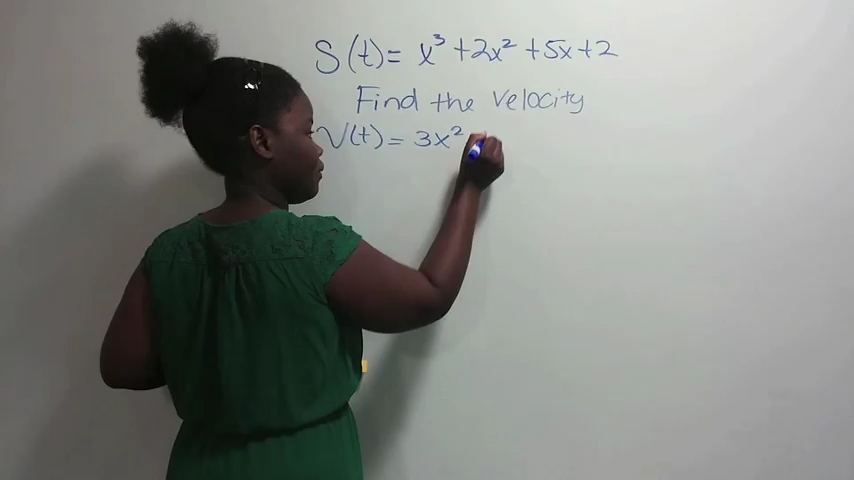 S(t)= x³ +2x² +5x+2
Find the velocity
V(t)= 3x²